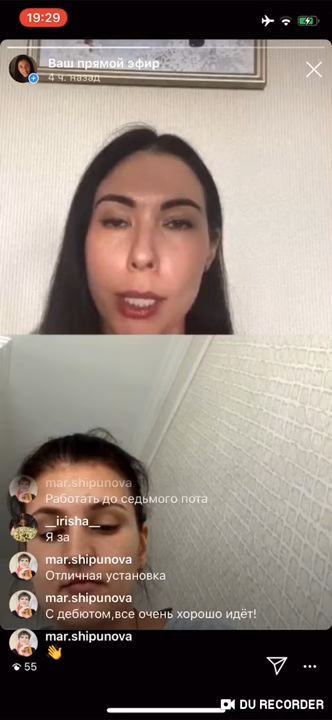 19:29
Ваш прямой эфир
4 ч. назад
mar.shipunova
Работать до седьмого пота
__irisha__
Я за
mar.shipunova
Отличная установка
mar.shipunova
С дебютом,все очень хорошо идёт!
mar.shipunova
👋
55
DU RECORDER